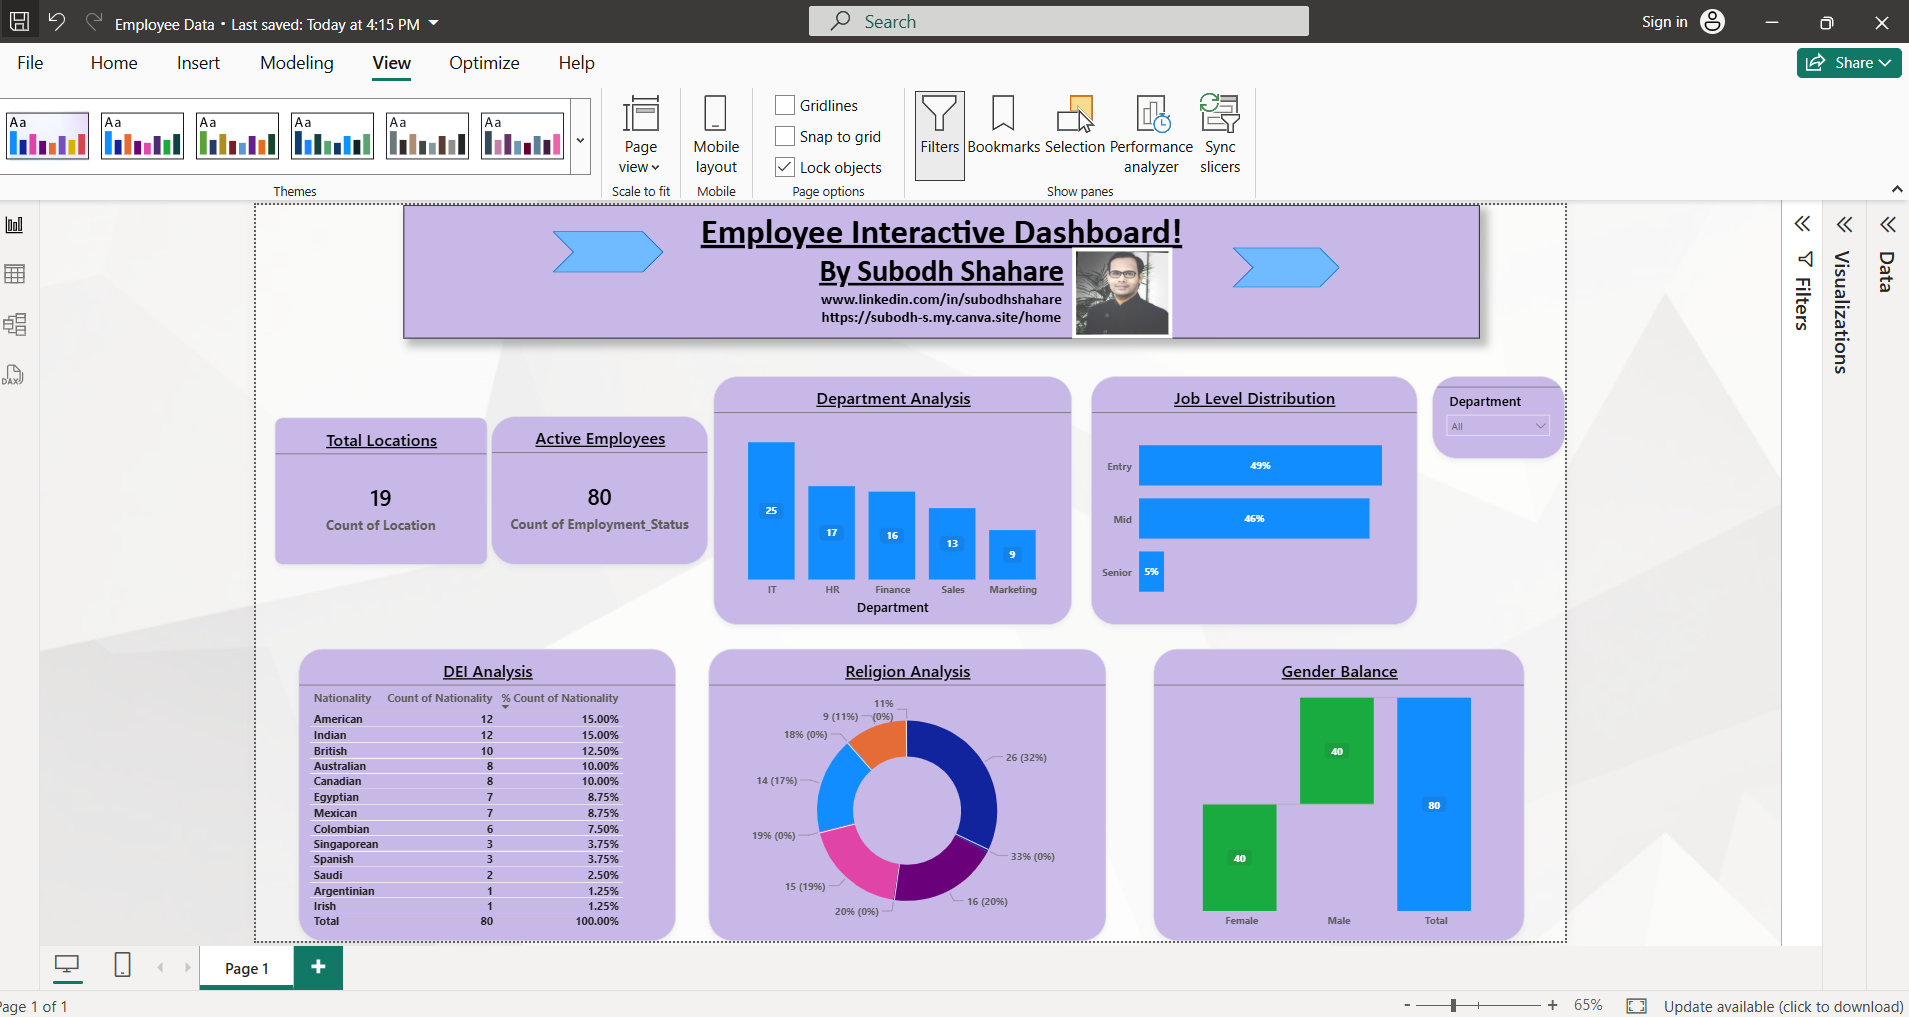 Employee Data • Last saved: Today at 4:15 PM
Search
Sign in
File Home Insert Modeling View Optimize Help
Share
Aa Aa Aa Aa Aa Aa
Themes
Page view
Scale to fit
Mobile layout
Mobile
Gridlines
Snap to grid
Lock objects
Page options
Filters
Bookmarks
Selection
Performance analyzer
Sync slicers
Show panes
DAX
Employee Interactive Dashboard!
By Subodh Shahare
www.linkedin.com/in/subodhshahare
https://subodh-s.my.canva.site/home
Filters
Visualizations
Data
Total Locations
19
Count of Location
Active Employees
80
Count of Employment_Status
Department Analysis
25 17 16 13 9
IT HR Finance Sales Marketing
Department
Job Level Distribution
Entry 49%
Mid 46%
Senior 5%
Department
All
DEI Analysis
Nationality Count of Nationality % Count of Nationality
American 12 15.00%
Indian 12 15.00%
British 10 12.50%
Australian 8 10.00%
Canadian 8 10.00%
Egyptian 7 8.75%
Mexican 7 8.75%
Colombian 6 7.50%
Singaporean 3 3.75%
Spanish 3 3.75%
Saudi 2 2.50%
Argentinian 1 1.25%
Irish 1 1.25%
Total 80 100.00%
Religion Analysis
11%
(0%)
9 (11%)
18% (0%)
26 (32%)
14 (17%)
19% (0%)
33% (0%)
15 (19%)
16 (20%)
20% (0%)
Gender Balance
40
40
80
Female Male Total
Page 1
+
Page 1 of 1
- + 65%
Update available (click to download)